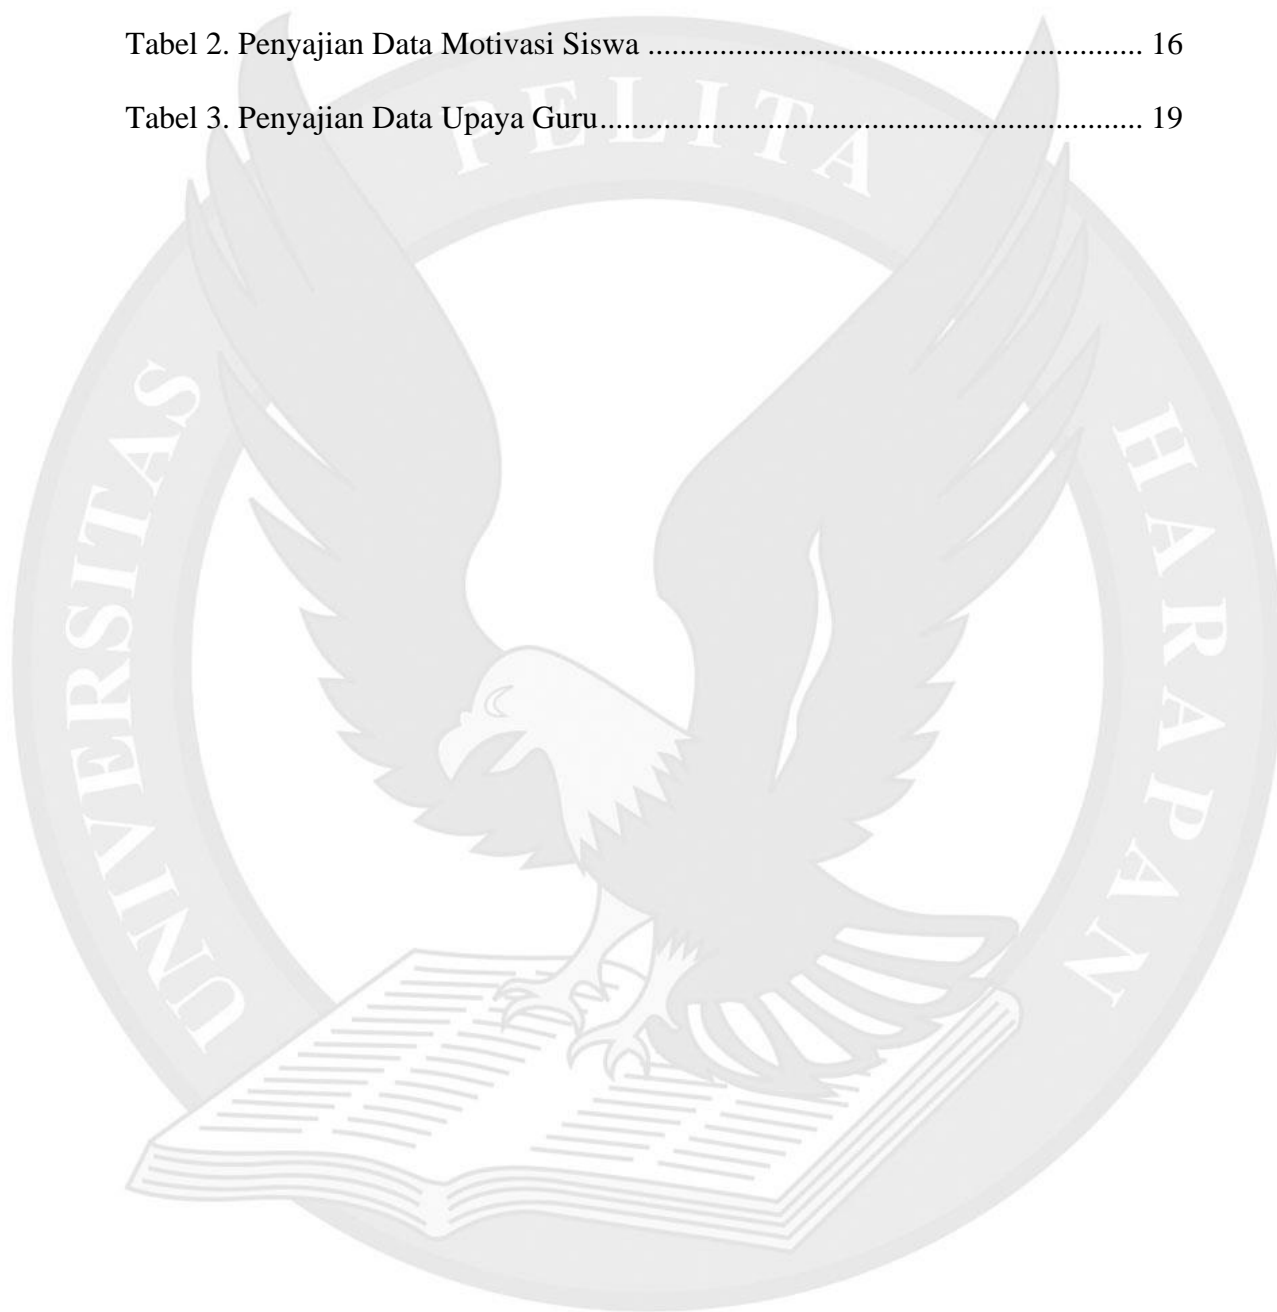 Tabel 2. Penyajian Data Motivasi Siswa ............................................................. 16
Tabel 3. Penyajian Data Upaya Guru................................................................... 19
UNIVERSITAS PELITA HARAPAN